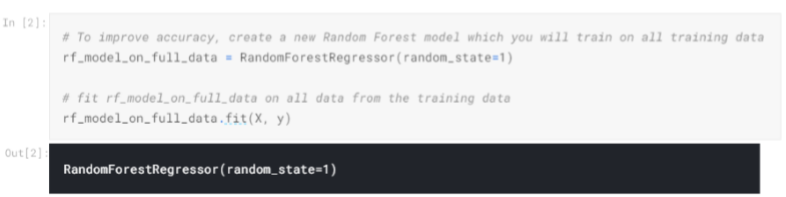 In [2]:
# To improve accuracy, create a new Random Forest model which you will train on all training data
rf_model_on_full_data = RandomForestRegressor(random_state=1)
# fit rf_model_on_full_data on all data from the training data
rf_model_on_full_data.fit(X, y)
Out[2]:
RandomForestRegressor(random_state=1)